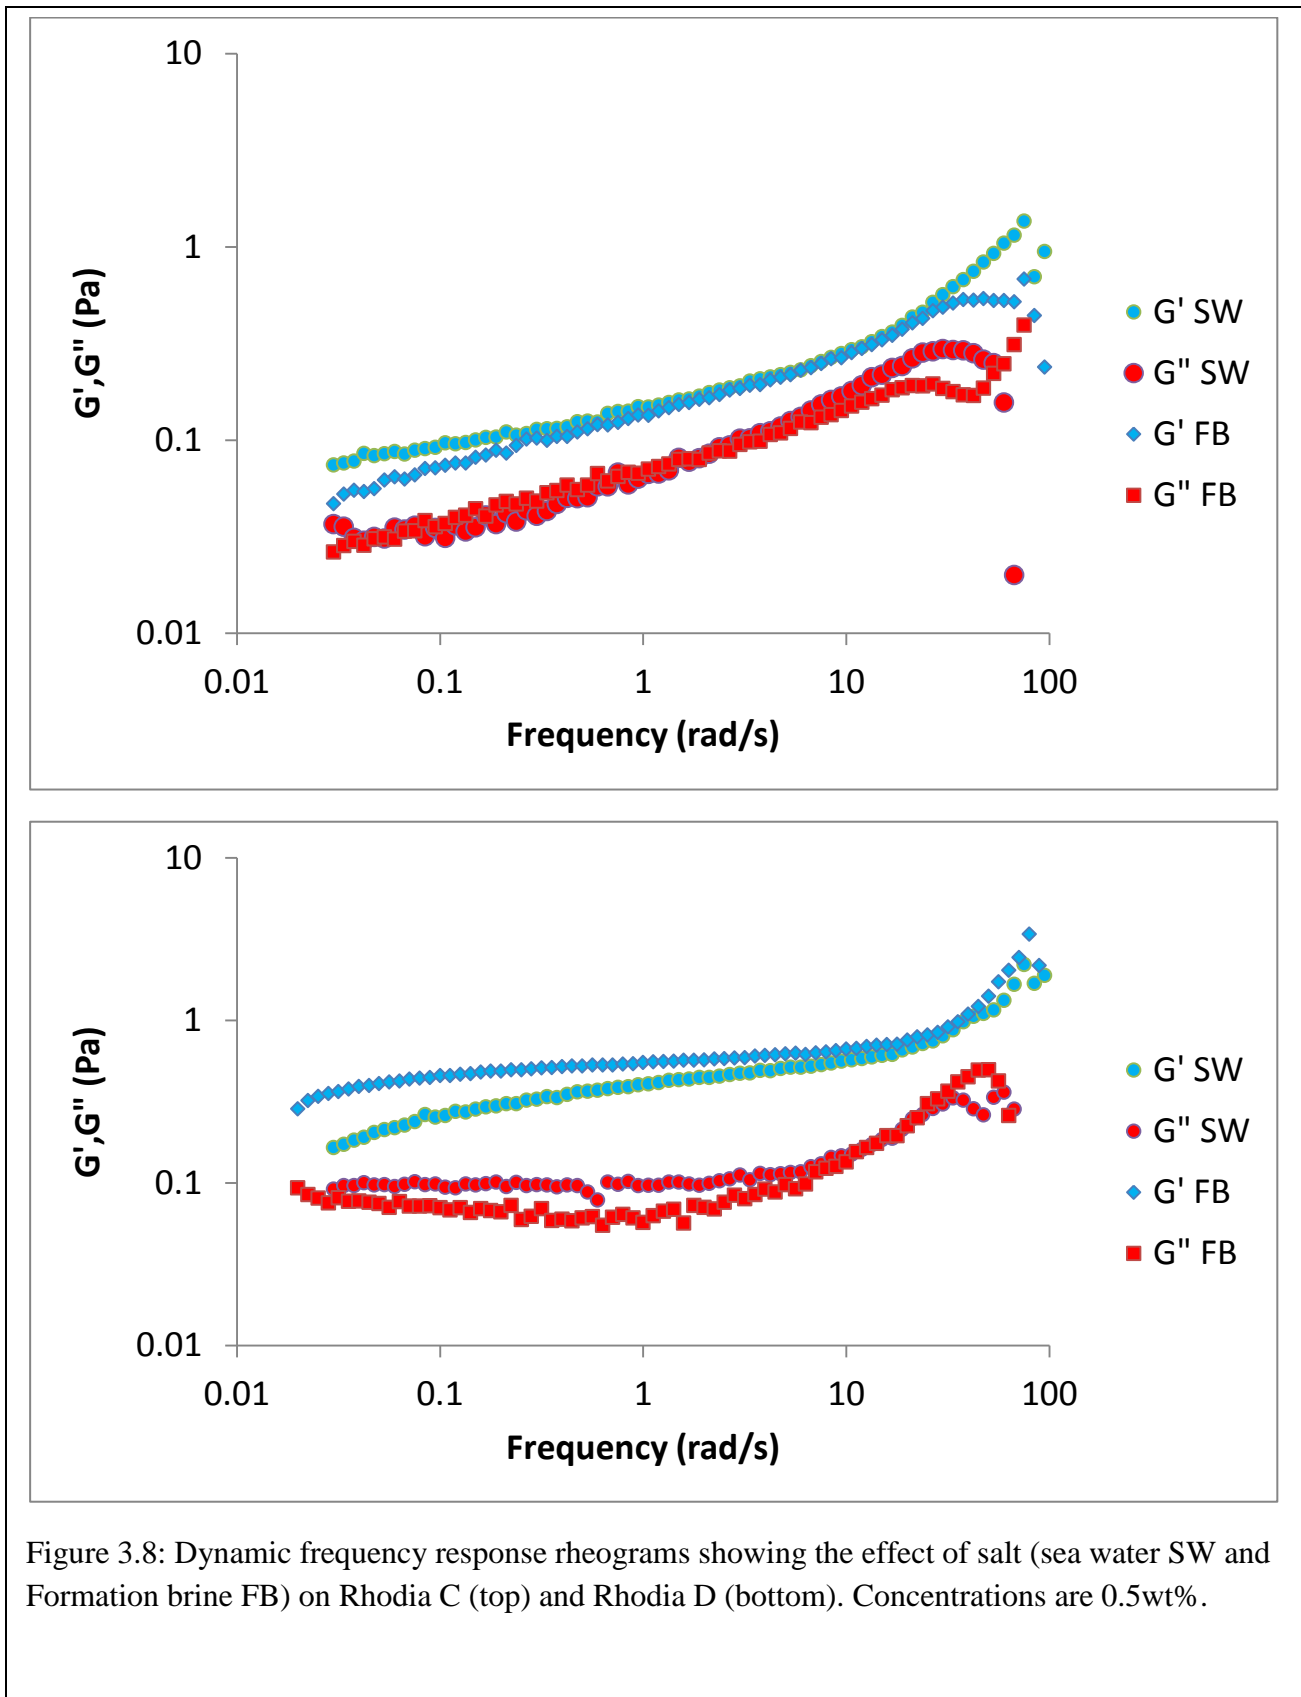 10
1
0.1
0.01
G',G" (Pa)
0.01 0.1 1 10 100
Frequency (rad/s)
G' SW
G" SW
G' FB
G" FB
10
1
0.1
0.01
G',G" (Pa)
0.01 0.1 1 10 100
Frequency (rad/s)
G' SW
G" SW
G' FB
G" FB
Figure 3.8: Dynamic frequency response rheograms showing the effect of salt (sea water SW and
Formation brine FB) on Rhodia C (top) and Rhodia D (bottom). Concentrations are 0.5wt%.